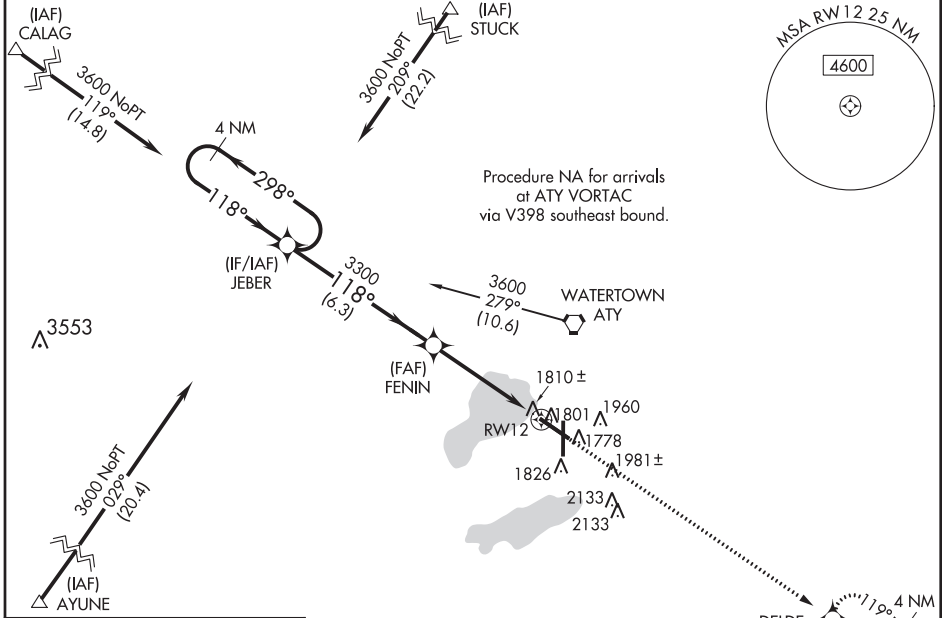 (IAF)
CALAG
3600 NoPT
119°
(14.8)
(IAF)
STUCK
3600 NoPT
209°
(22.2)
MSA RW12 25 NM
4600
4 NM
298°
118°
Procedure NA for arrivals
at ATY VORTAC
via V398 southeast bound.
(IF/IAF)
JEBER
3300
118°
(6.3)
3600
279°
(10.6)
WATERTOWN
ATY
3553
(FAF)
FENIN
1810 ±
1801
1960
RW12
1778
1826
1981±
2133
2133
3600 NoPT
029°
(20.4)
(IAF)
AYUNE
119°
4 NM